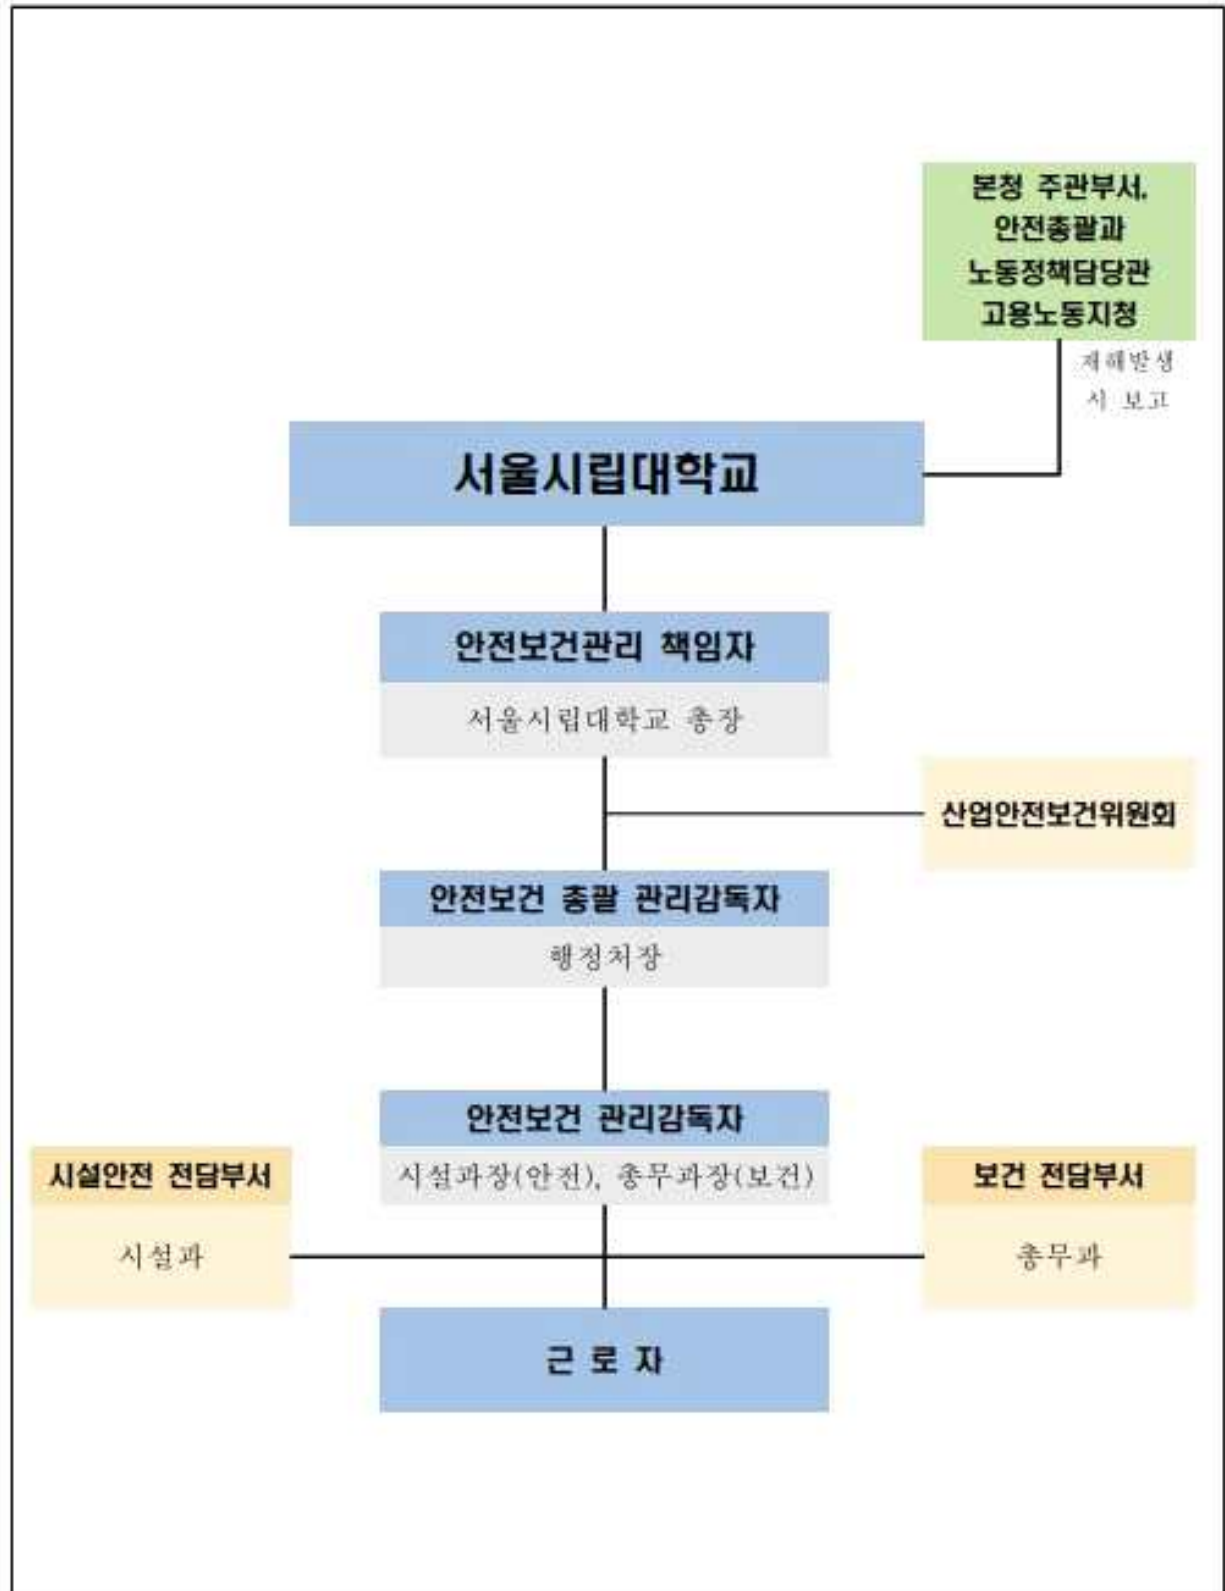 본청 주관부서,
안전총괄과
노동정책담당관
고용노동지청
재해발생
시 보고
서울시립대학교
안전보건관리 책임자
서울시립대학교 총장
산업안전보건위원회
안전보건 총괄 관리감독자
행정처장
안전보건 관리감독자
시설과장(안전), 총무과장(보건)
시설안전 전담부서
시설과
보건 전담부서
총무과
근 로 자